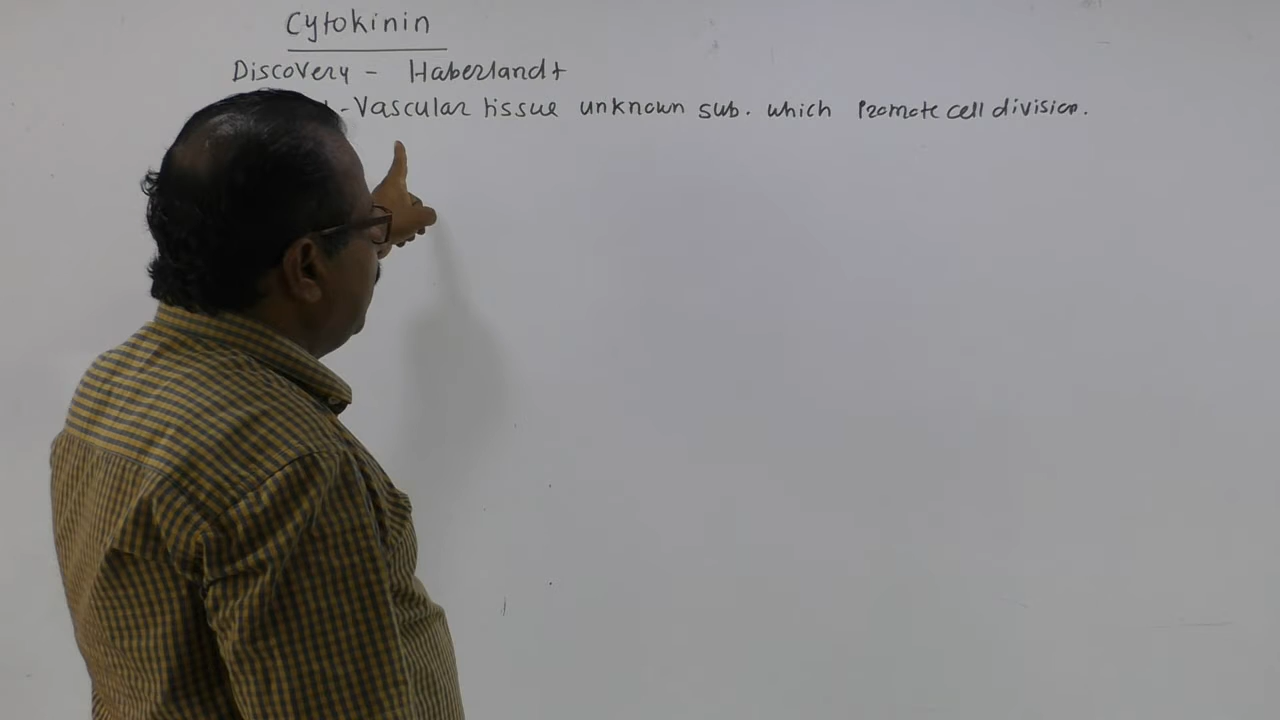 Cytokinin
Discovery - Haberlandt
- Vascular tissue unknown sub. which Promote cell division.